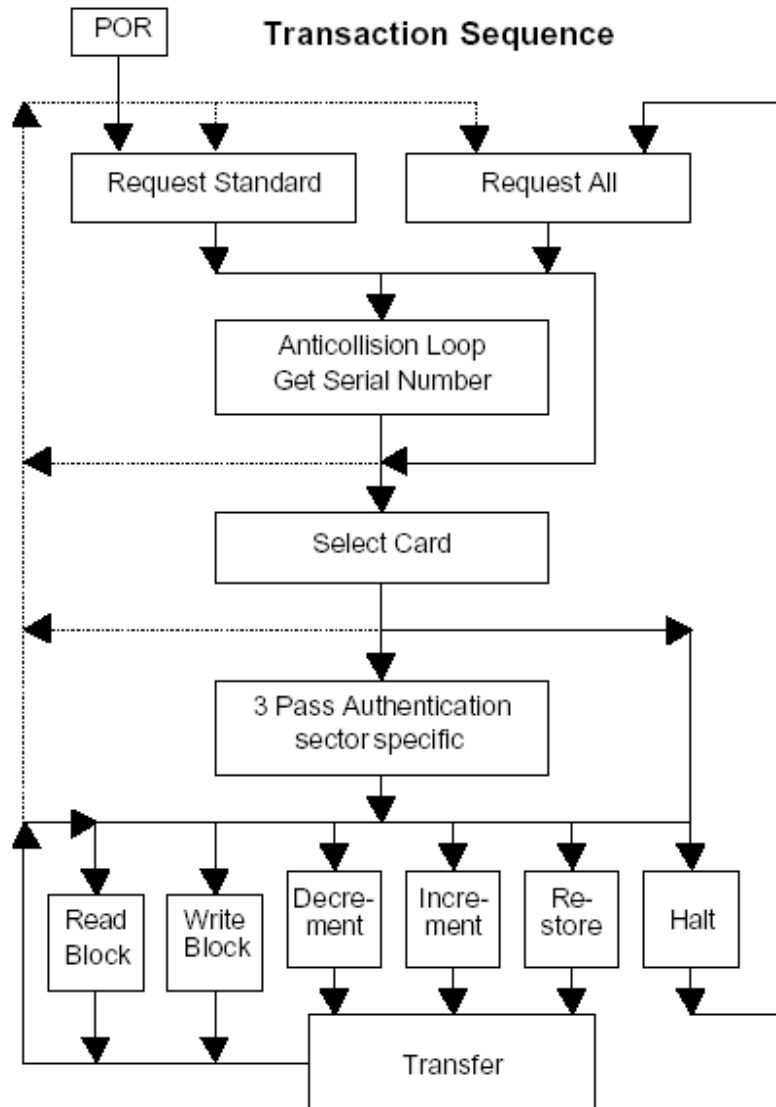 POR
Transaction Sequence
Request Standard
Request All
Anticollision Loop
Get Serial Number
Select Card
3 Pass Authentication
sector specific
Read
Block
Write
Block
Decre-
ment
Incre-
ment
Re-
store
Halt
Transfer